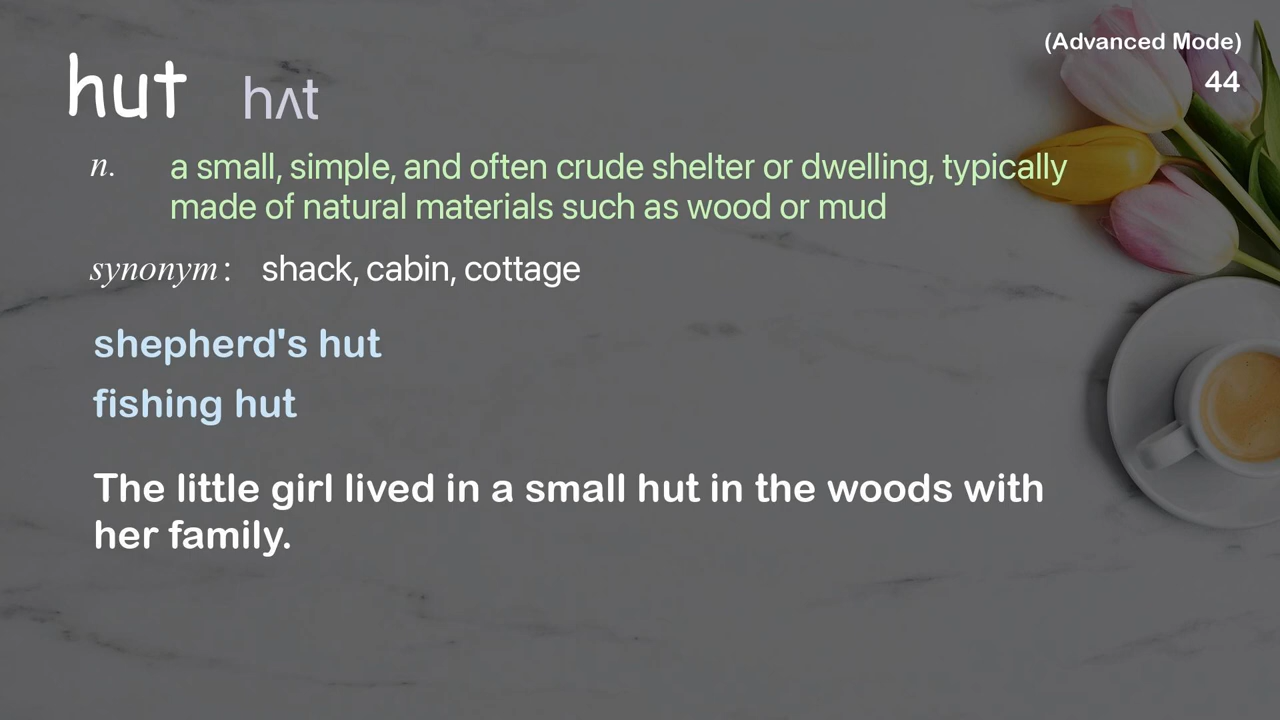 (Advanced Mode)
44
hut hʌt
n. a small, simple, and often crude shelter or dwelling, typically
made of natural materials such as wood or mud
synonym: shack, cabin, cottage
shepherd's hut
fishing hut
The little girl lived in a small hut in the woods with
her family.